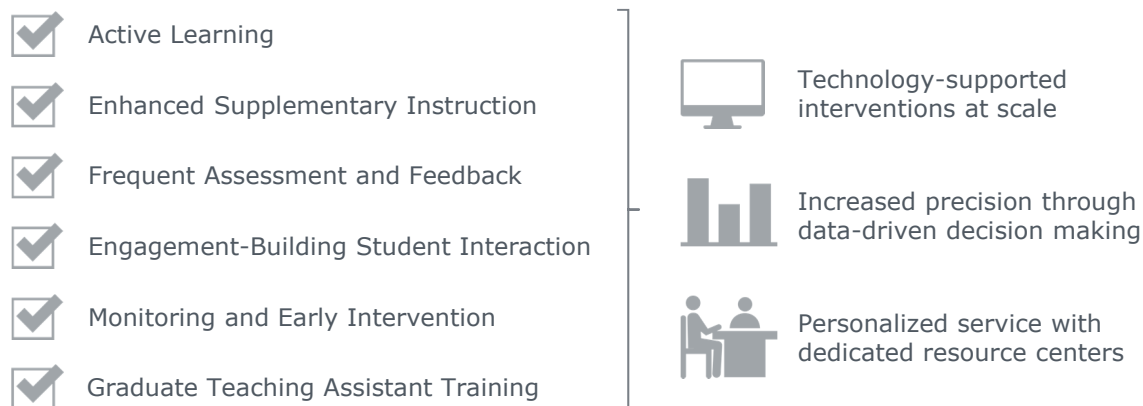 Active Learning
Enhanced Supplementary Instruction
Frequent Assessment and Feedback
Engagement-Building Student Interaction
Monitoring and Early Intervention
Graduate Teaching Assistant Training
Technology-supported
interventions at scale
Increased precision through
data-driven decision making
Personalized service with
dedicated resource centers